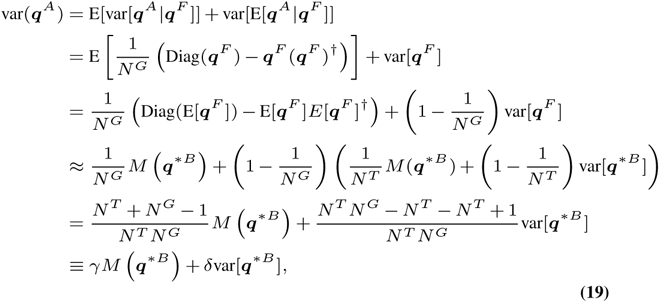 var(q^A) = E[var[q^A|q^F]] + var[E[q^A|q^F]]
= E [ 1/N^G (Diag(q^F) − q^F(q^F)^†) ] + var[q^F]
= 1/N^G (Diag(E[q^F]) − E[q^F]E[q^F]^†) + (1 − 1/N^G) var[q^F]
≈ 1/N^G M (q^{*B}) + (1 − 1/N^G) (1/N^T M(q^{*B}) + (1 − 1/N^T) var[q^{*B}])
= (N^T + N^G − 1)/(N^T N^G) M (q^{*B}) + (N^T N^G − N^T − N^T + 1)/(N^T N^G) var[q^{*B}]
≡ γM (q^{*B}) + δvar[q^{*B}],
(19)